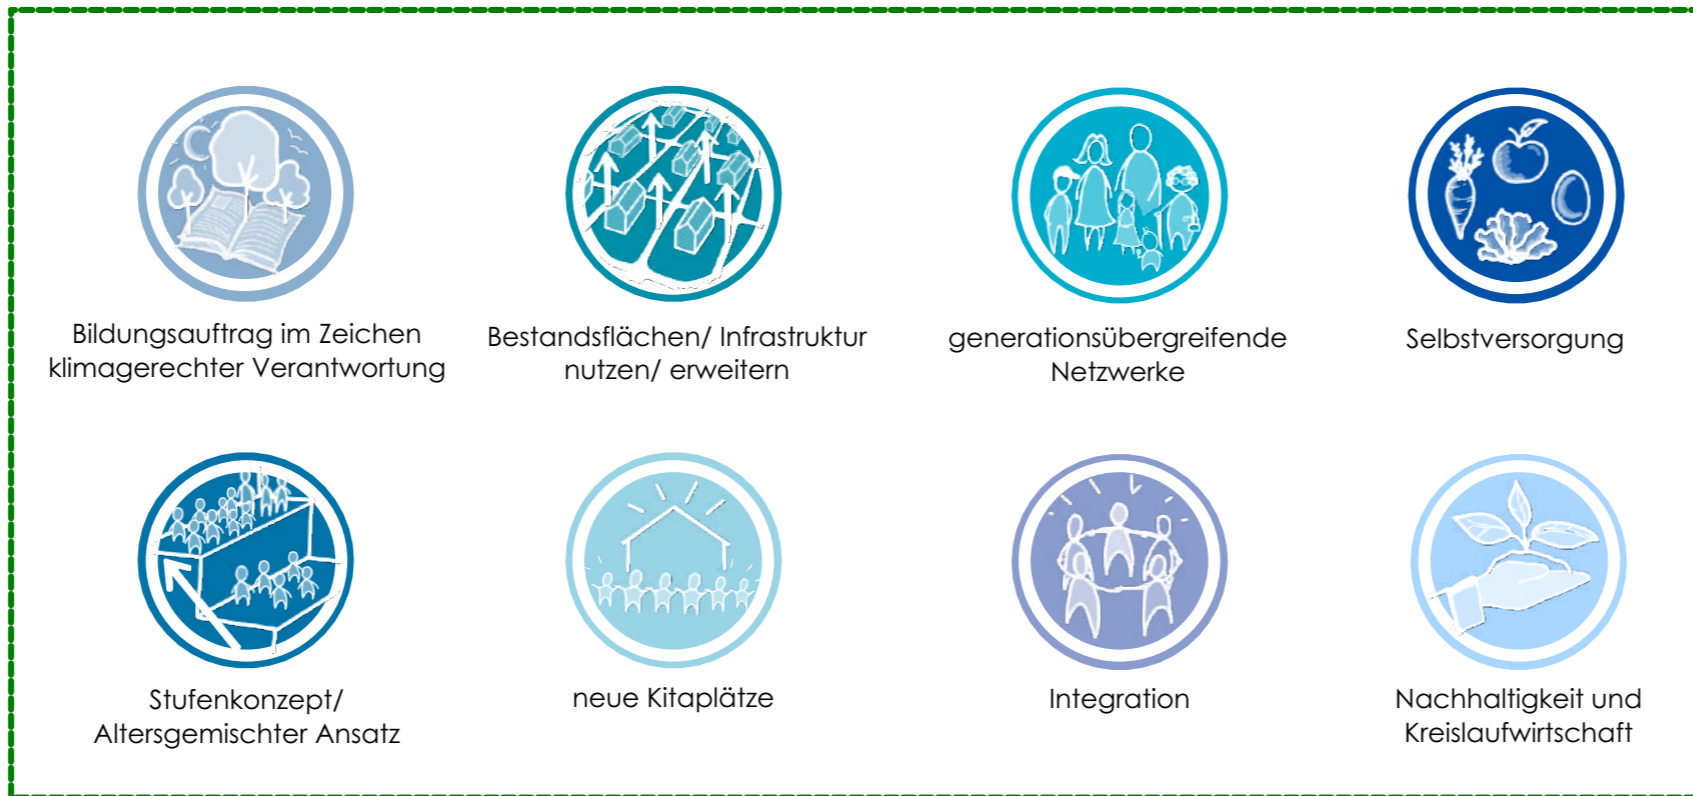 Bildungsauftrag im Zeichen
klimagerechter Verantwortung
Bestandsflächen/ Infrastruktur
nutzen/ erweitern
generationsübergreifende
Netzwerke
Selbstversorgung
Stufenkonzept/
Altersgemischter Ansatz
neue Kitaplätze
Integration
Nachhaltigkeit und
Kreislaufwirtschaft